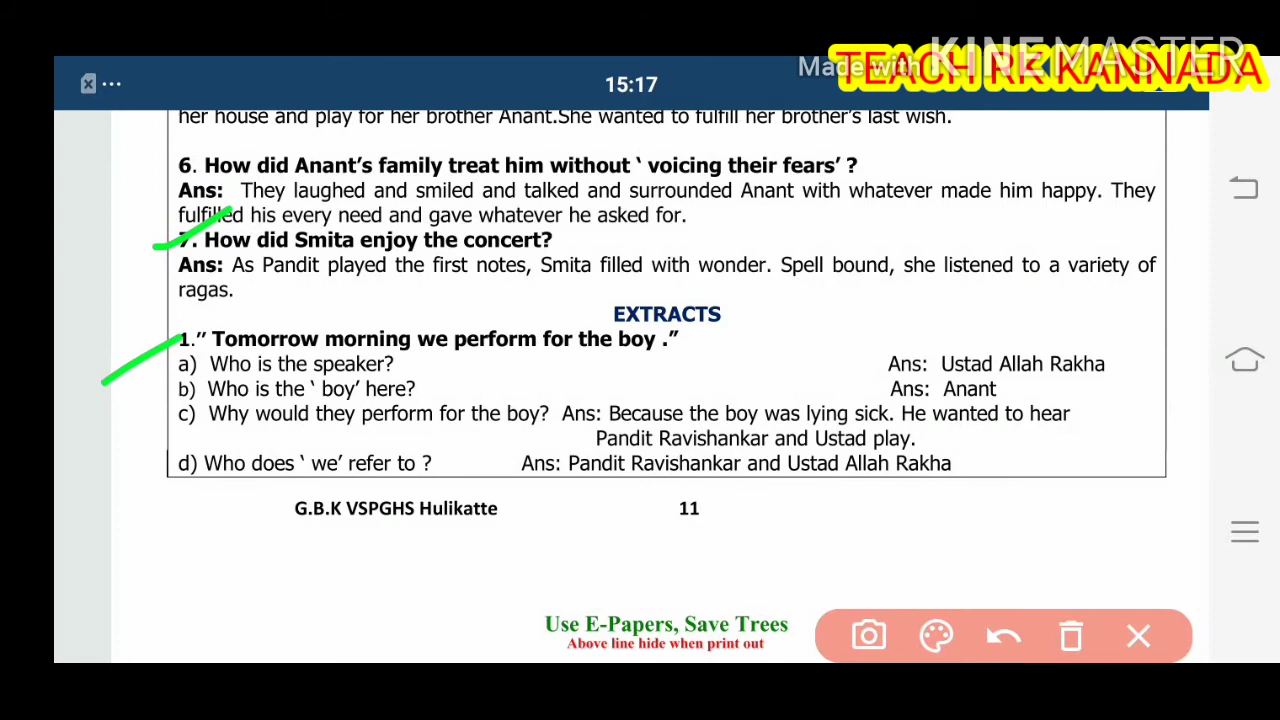 Made with KINEMASTER
TEACH RK KANNADA
15:17
her house and play for her brother Anant.She wanted to fulfill her brother's last wish.
6. How did Anant's family treat him without ‘ voicing their fears’ ?
Ans: They laughed and smiled and talked and surrounded Anant with whatever made him happy. They
fulfilled his every need and gave whatever he asked for.
7. How did Smita enjoy the concert?
Ans: As Pandit played the first notes, Smita filled with wonder. Spell bound, she listened to a variety of
ragas.
EXTRACTS
1.” Tomorrow morning we perform for the boy .”
a) Who is the speaker? Ans: Ustad Allah Rakha
b) Who is the ‘ boy’ here? Ans: Anant
c) Why would they perform for the boy? Ans: Because the boy was lying sick. He wanted to hear
Pandit Ravishankar and Ustad play.
d) Who does ‘ we’ refer to ? Ans: Pandit Ravishankar and Ustad Allah Rakha
G.B.K VSPGHS Hulikatte 11
Use E-Papers, Save Trees
Above line hide when print out